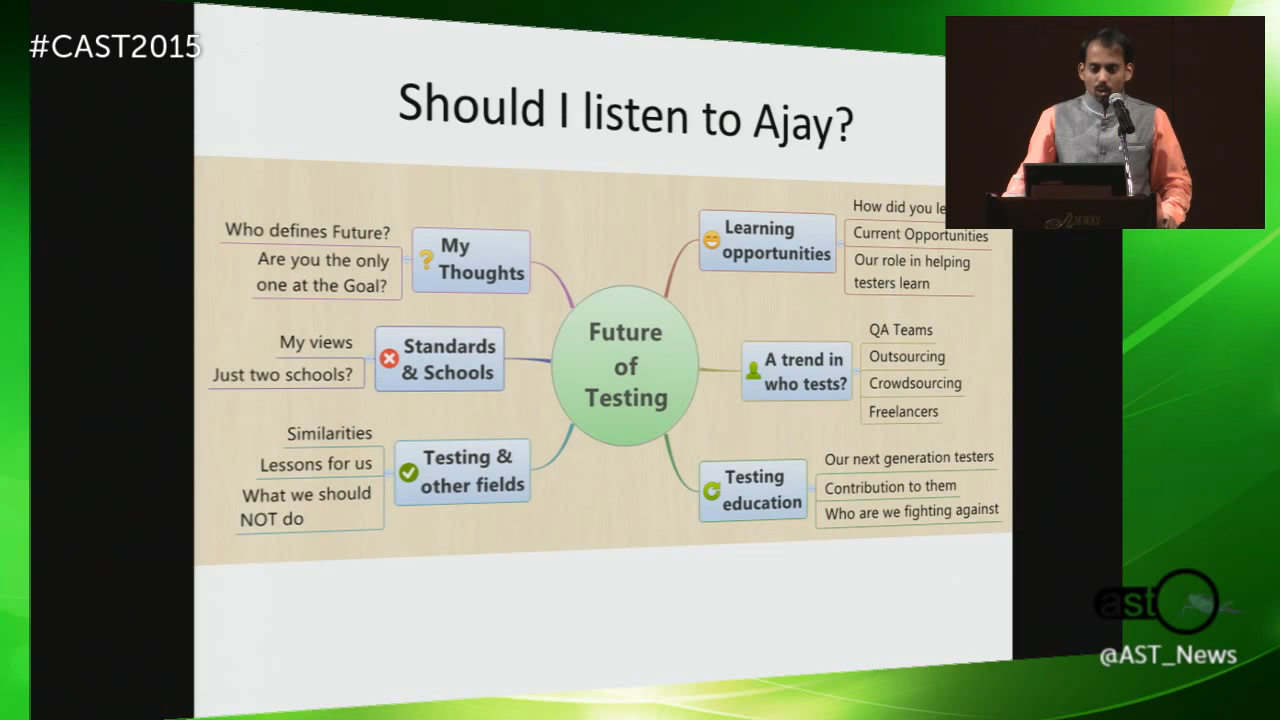 #CAST2015
Should I listen to Ajay?
Who defines Future?
Are you the only
one at the Goal?
My
Thoughts
My views
Just two schools?
Standards
& Schools
Similarities
Lessons for us
What we should
NOT do
Testing &
other fields
Future
of
Testing
Learning
opportunities
How did you
Current Opportunities
Our role in helping
testers learn
A trend in
who tests?
QA Teams
Outsourcing
Crowdsourcing
Freelancers
Testing
education
Our next generation testers
Contribution to them
Who are we fighting against
ast
@AST_News